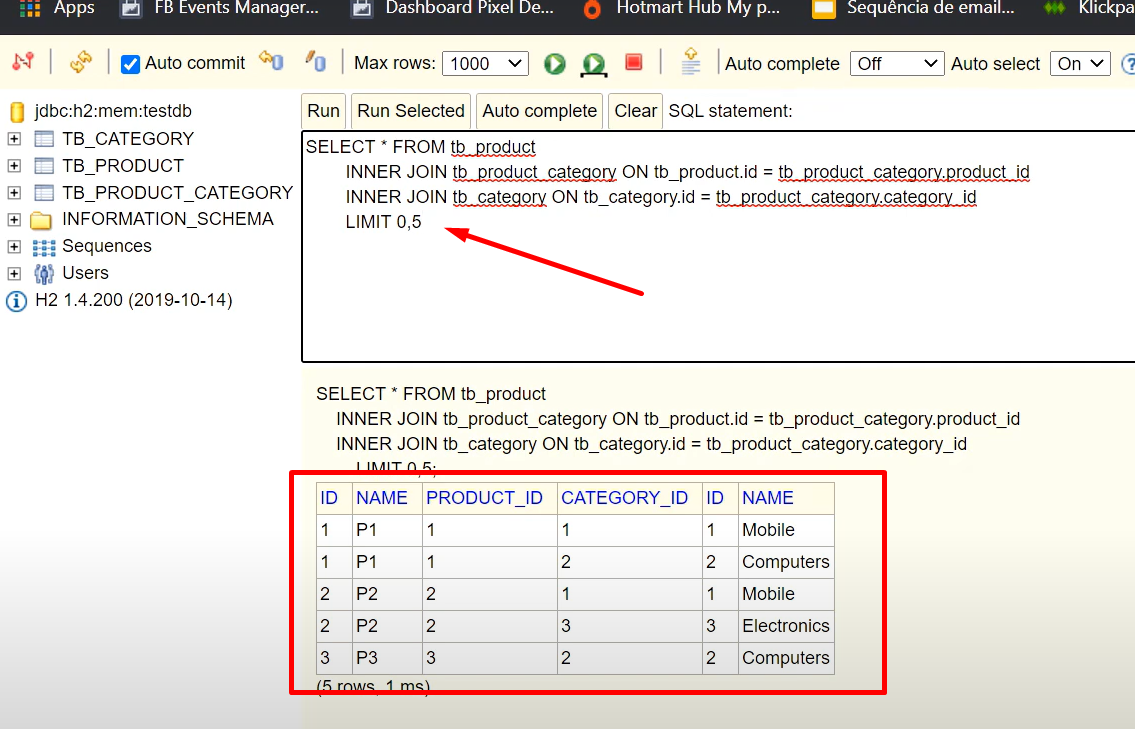 Apps FB Events Manager... Dashboard Pixel De... Hotmart Hub My p... Sequência de email... Klickpa
Auto commit Max rows: 1000 Auto complete Off Auto select On ?
jdbc:h2:mem:testdb
TB_CATEGORY
TB_PRODUCT
TB_PRODUCT_CATEGORY
INFORMATION_SCHEMA
Sequences
Users
H2 1.4.200 (2019-10-14)
Run Run Selected Auto complete Clear SQL statement:
SELECT * FROM tb_product
INNER JOIN tb_product_category ON tb_product.id = tb_product_category.product_id
INNER JOIN tb_category ON tb_category.id = tb_product_category.category_id
LIMIT 0,5
SELECT * FROM tb_product
INNER JOIN tb_product_category ON tb_product.id = tb_product_category.product_id
INNER JOIN tb_category ON tb_category.id = tb_product_category.category_id
LIMIT 0,5;
ID NAME PRODUCT_ID CATEGORY_ID ID NAME
1 P1 1 1 1 Mobile
1 P1 1 2 2 Computers
2 P2 2 1 1 Mobile
2 P2 2 3 3 Electronics
3 P3 3 2 2 Computers
(5 rows, 1 ms)